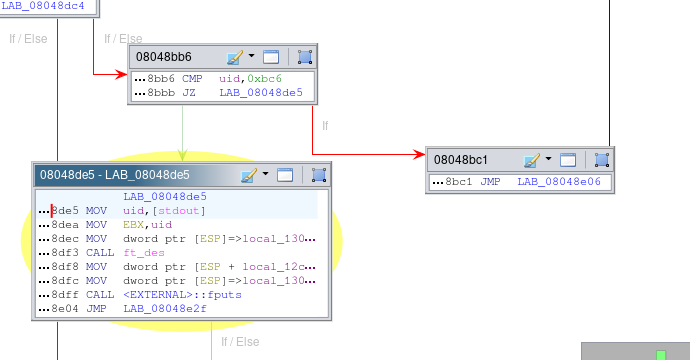 LAB_08048dc4
If / Else
If / Else
08048bb6
...8bb6 CMP uid,0xbc6
...8bbb JZ LAB_08048de5
If
08048bc1
...8bc1 JMP LAB_08048e06
08048de5 - LAB_08048de5
LAB_08048de5
...8de5 MOV uid,[stdout]
...8dea MOV EBX,uid
...8dec MOV dword ptr [ESP]=>local_130...
...8df3 CALL ft_des
...8df8 MOV dword ptr [ESP + local_12c...
...8dfc MOV dword ptr [ESP]=>local_130...
...8dff CALL <EXTERNAL>::fputs
...8e04 JMP LAB_08048e2f
If / Else